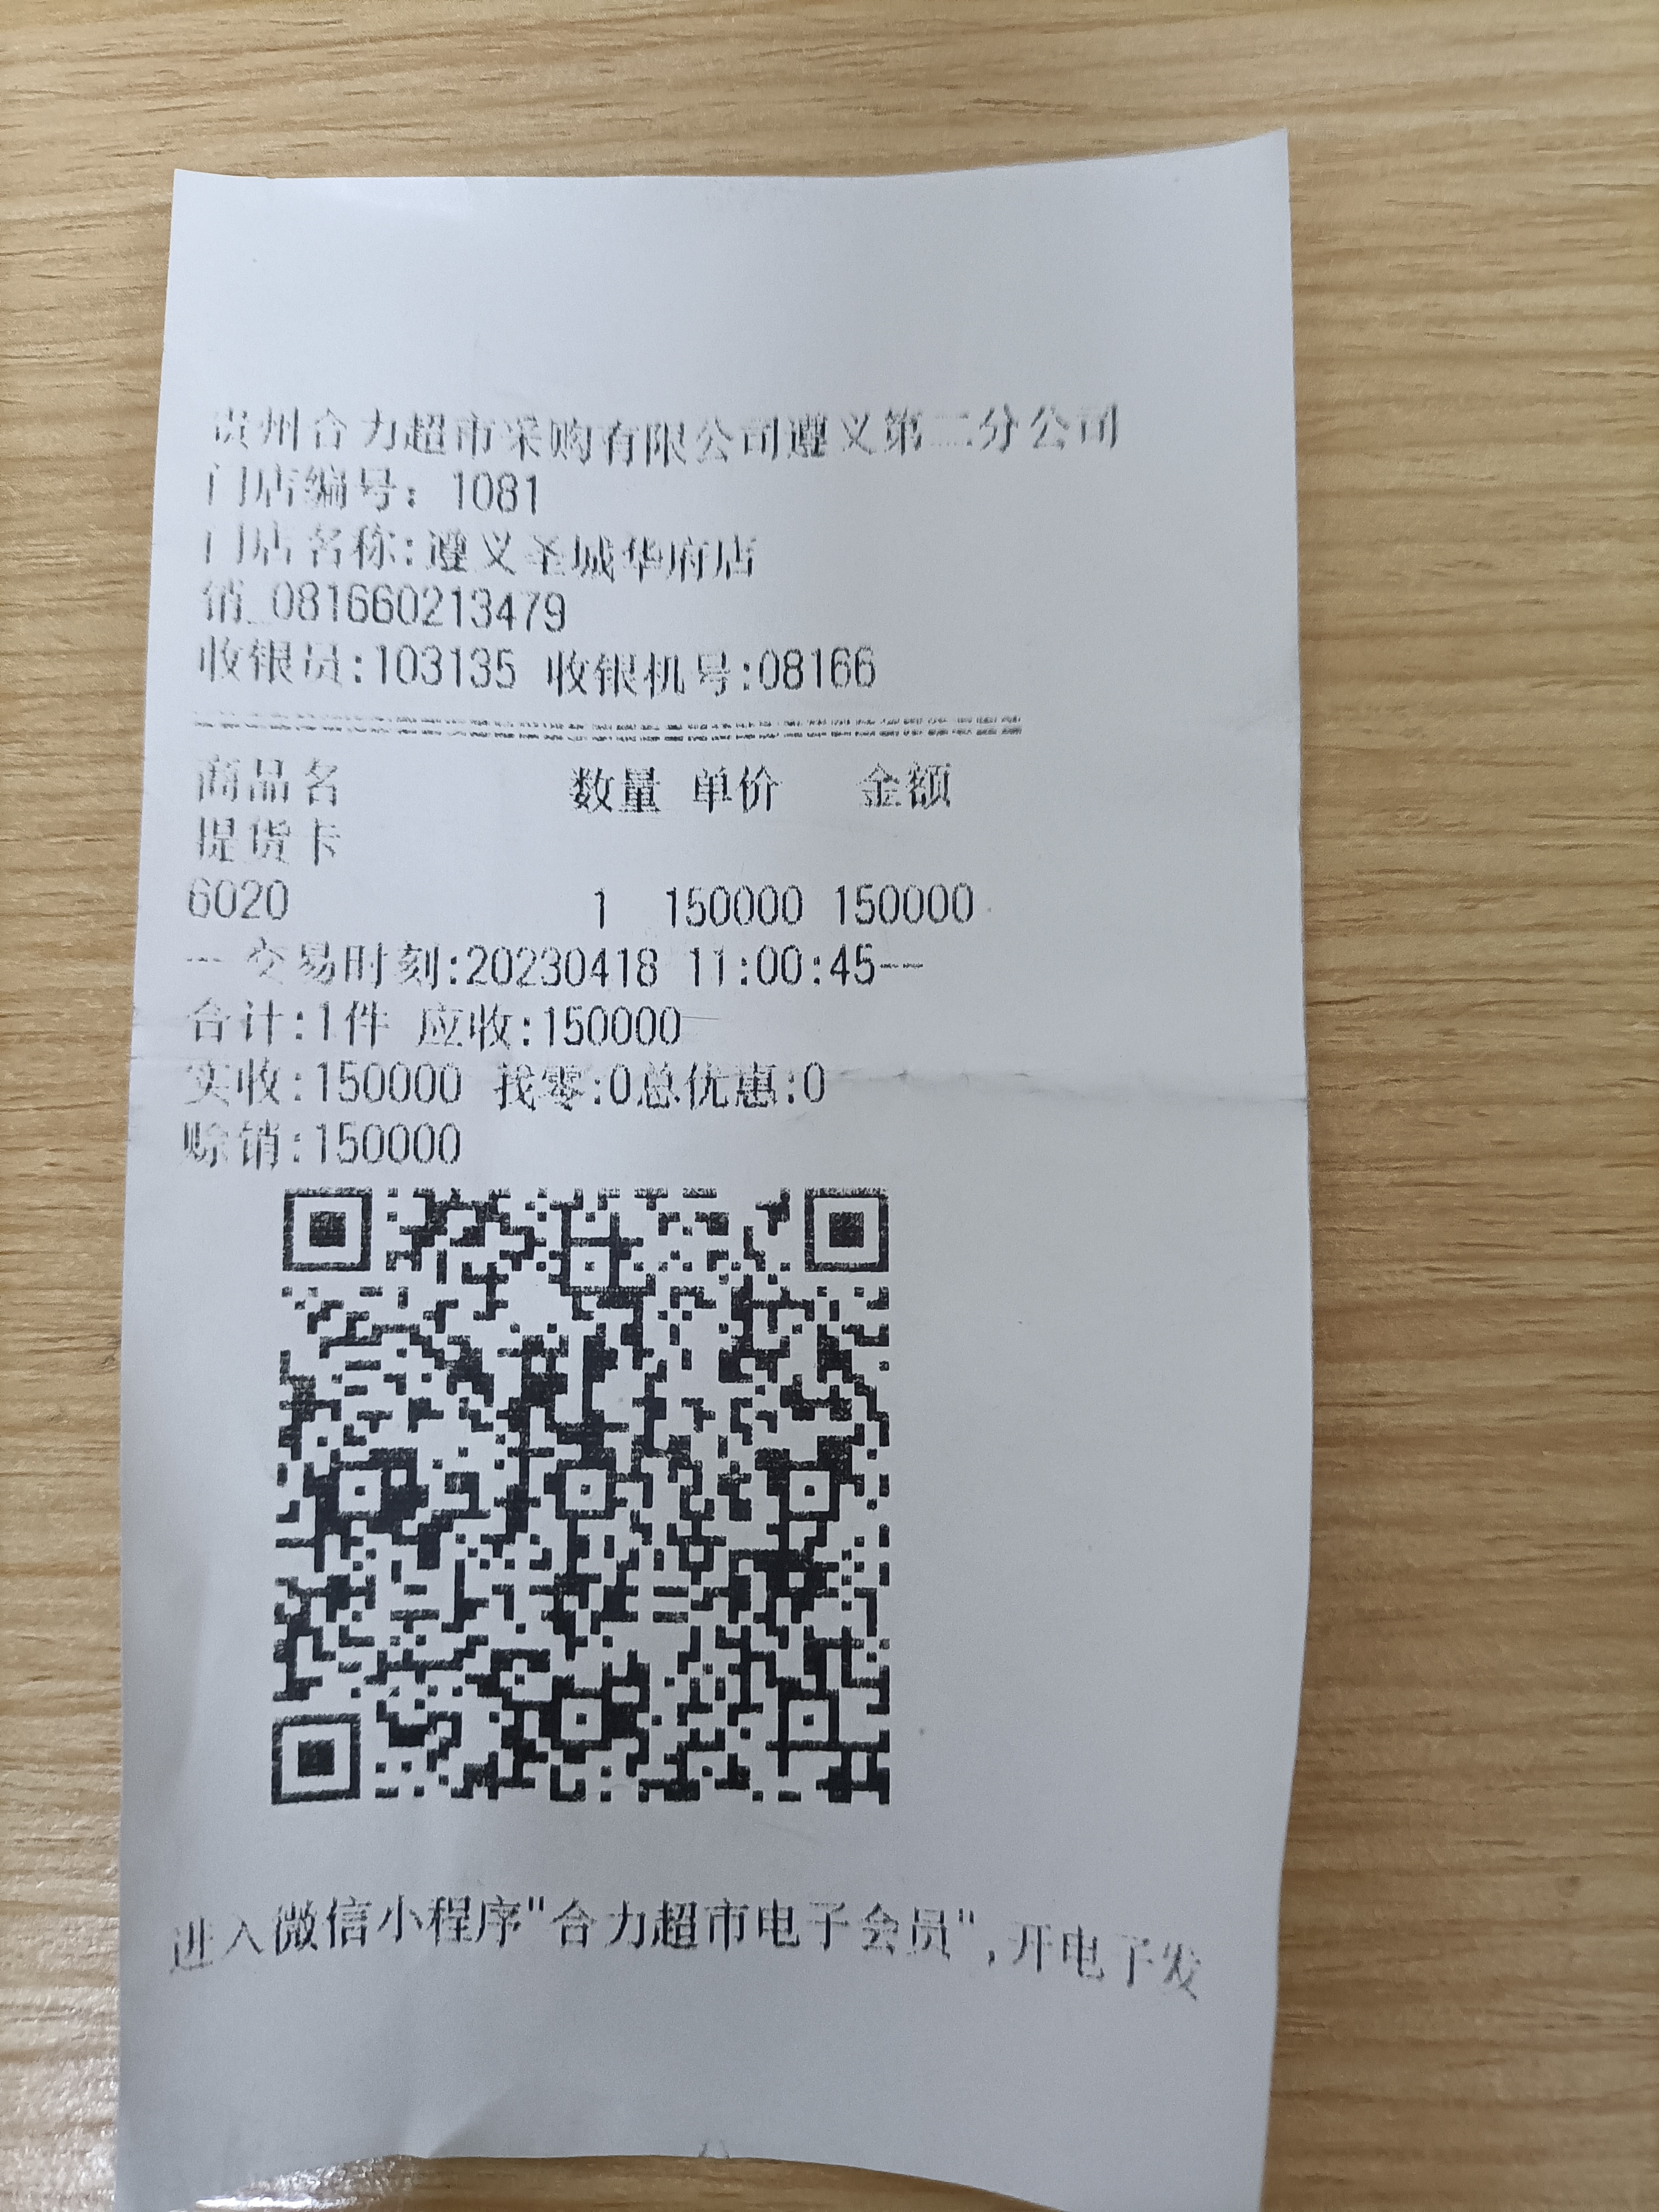 贵州合力超市采购有限公司遵义第二分公司
门店编号：1081
门店名称:遵义圣城华府店
销_081660213479
收银员:103135 收银机号:08166
商品名 数量 单价 金额
提货卡
6020 1 150000 150000
--交易时刻:20230418 11:00:45--
合计:1件 应收:150000
实收:150000 找零:0总优惠:0
赊销:150000
进入微信小程序"合力超市电子会员",开电子发